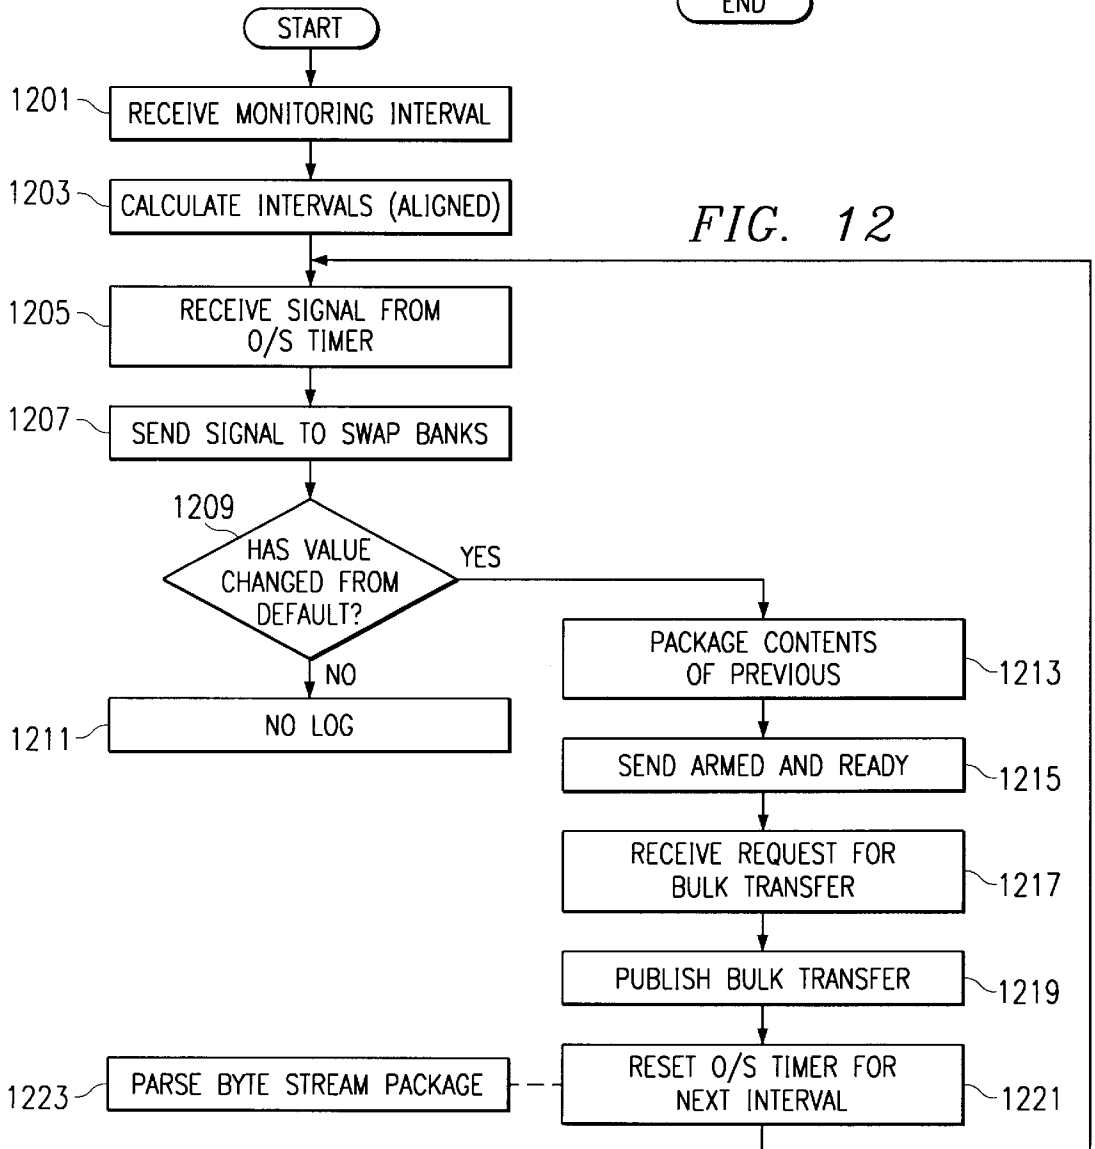 END
START
1201
RECEIVE MONITORING INTERVAL
1203
CALCULATE INTERVALS (ALIGNED)
FIG. 12
1205
RECEIVE SIGNAL FROM
O/S TIMER
1207
SEND SIGNAL TO SWAP BANKS
1209
HAS VALUE
CHANGED FROM
DEFAULT?
YES
NO
1211
NO LOG
PACKAGE CONTENTS
OF PREVIOUS
1213
SEND ARMED AND READY
1215
RECEIVE REQUEST FOR
BULK TRANSFER
1217
PUBLISH BULK TRANSFER
1219
RESET O/S TIMER FOR
NEXT INTERVAL
1221
1223
PARSE BYTE STREAM PACKAGE